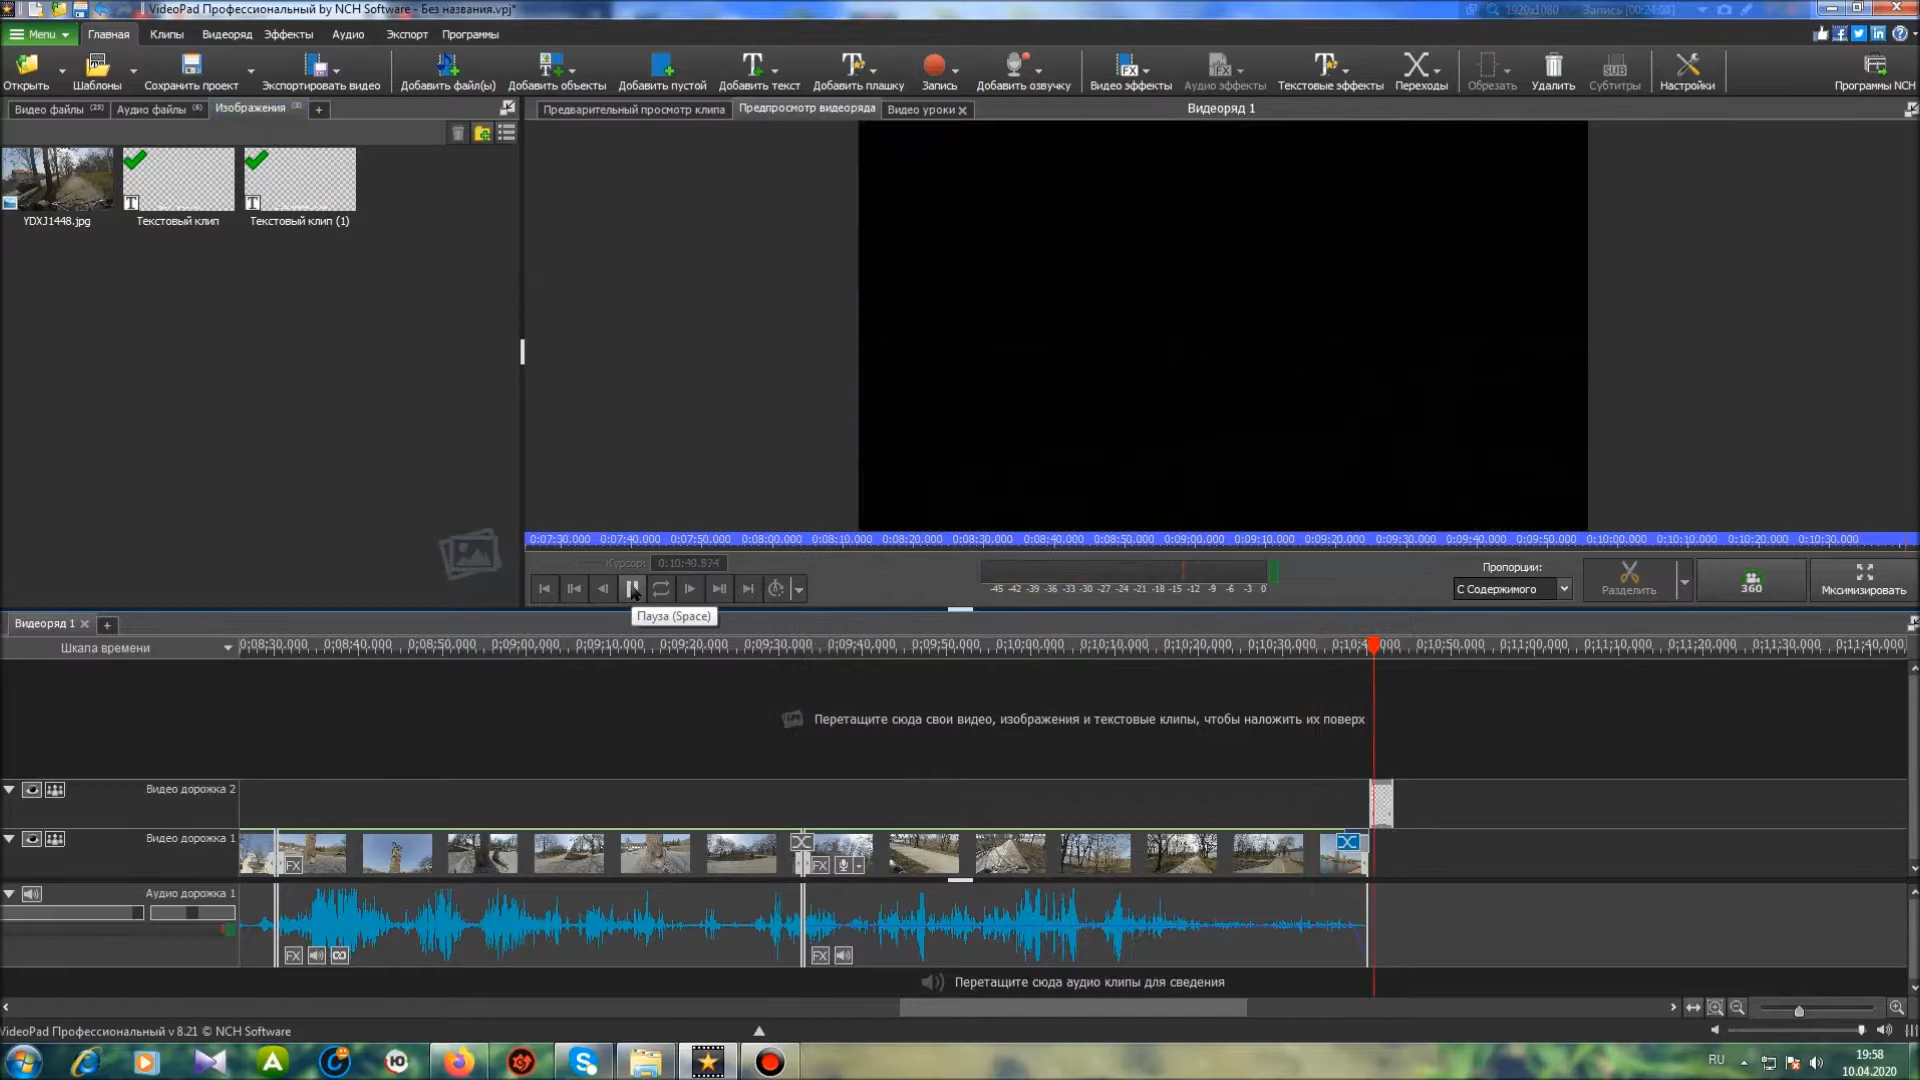 VideoPad Профессиональный by NCH Software - Без названия.vpj*
1920x1080 Запись [00:24:03]
Menu Главная Клипы Видеоряд Эффекты Аудио Экспорт Программы
Открыть Шаблоны Сохранить проект Экспортировать видео Добавить файл(ы) Добавить объекты Добавить пустой Добавить текст Добавить плашку Запись Добавить озвучку Видео эффекты Аудио эффекты Текстовые эффекты Переходы Обрезать Удалить Субтитры Настройки Программы NCH
Видео файлы (25) Аудио файлы (6) Изображения (3) +
Предварительный просмотр клипа Предпросмотр видеоряда Видео уроки Видеоряд 1
YDXJ1448.jpg Текстовый клип Текстовый клип (1)
0:07:30.000 0:07:40.000 0:07:50.000 0:08:00.000 0:08:10.000 0:08:20.000 0:08:30.000 0:08:40.000 0:08:50.000 0:09:00.000 0:09:10.000 0:09:20.000 0:09:30.000 0:09:40.000 0:09:50.000 0:10:00.000 0:10:10.000 0:10:20.000 0:10:30.000
Курсор: 0:10:40.874
-45 -42 -39 -36 -33 -30 -27 -24 -21 -18 -15 -12 -9 -6 -3 0
Пропорции:
С Содержимого
Разделить
360
Мксимизировать
Пауза (Space)
Видеоряд 1
Шкала времени
0:08:30.000 0:08:40.000 0:08:50.000 0:09:00.000 0:09:10.000 0:09:20.000 0:09:30.000 0:09:40.000 0:09:50.000 0:10:00.000 0:10:10.000 0:10:20.000 0:10:30.000 0:10:50.000 0:11:00.000 0:11:10.000 0:11:20.000 0:11:30.000 0:11:40.000
Перетащите сюда свои видео, изображения и текстовые клипы, чтобы наложить их поверх
Видео дорожка 2
Видео дорожка 1
FX FX
Аудио дорожка 1
FX FX
Перетащите сюда аудио клипы для сведения
VideoPad Профессиональный v 8.21 © NCH Software
RU
19:58
10.04.2020